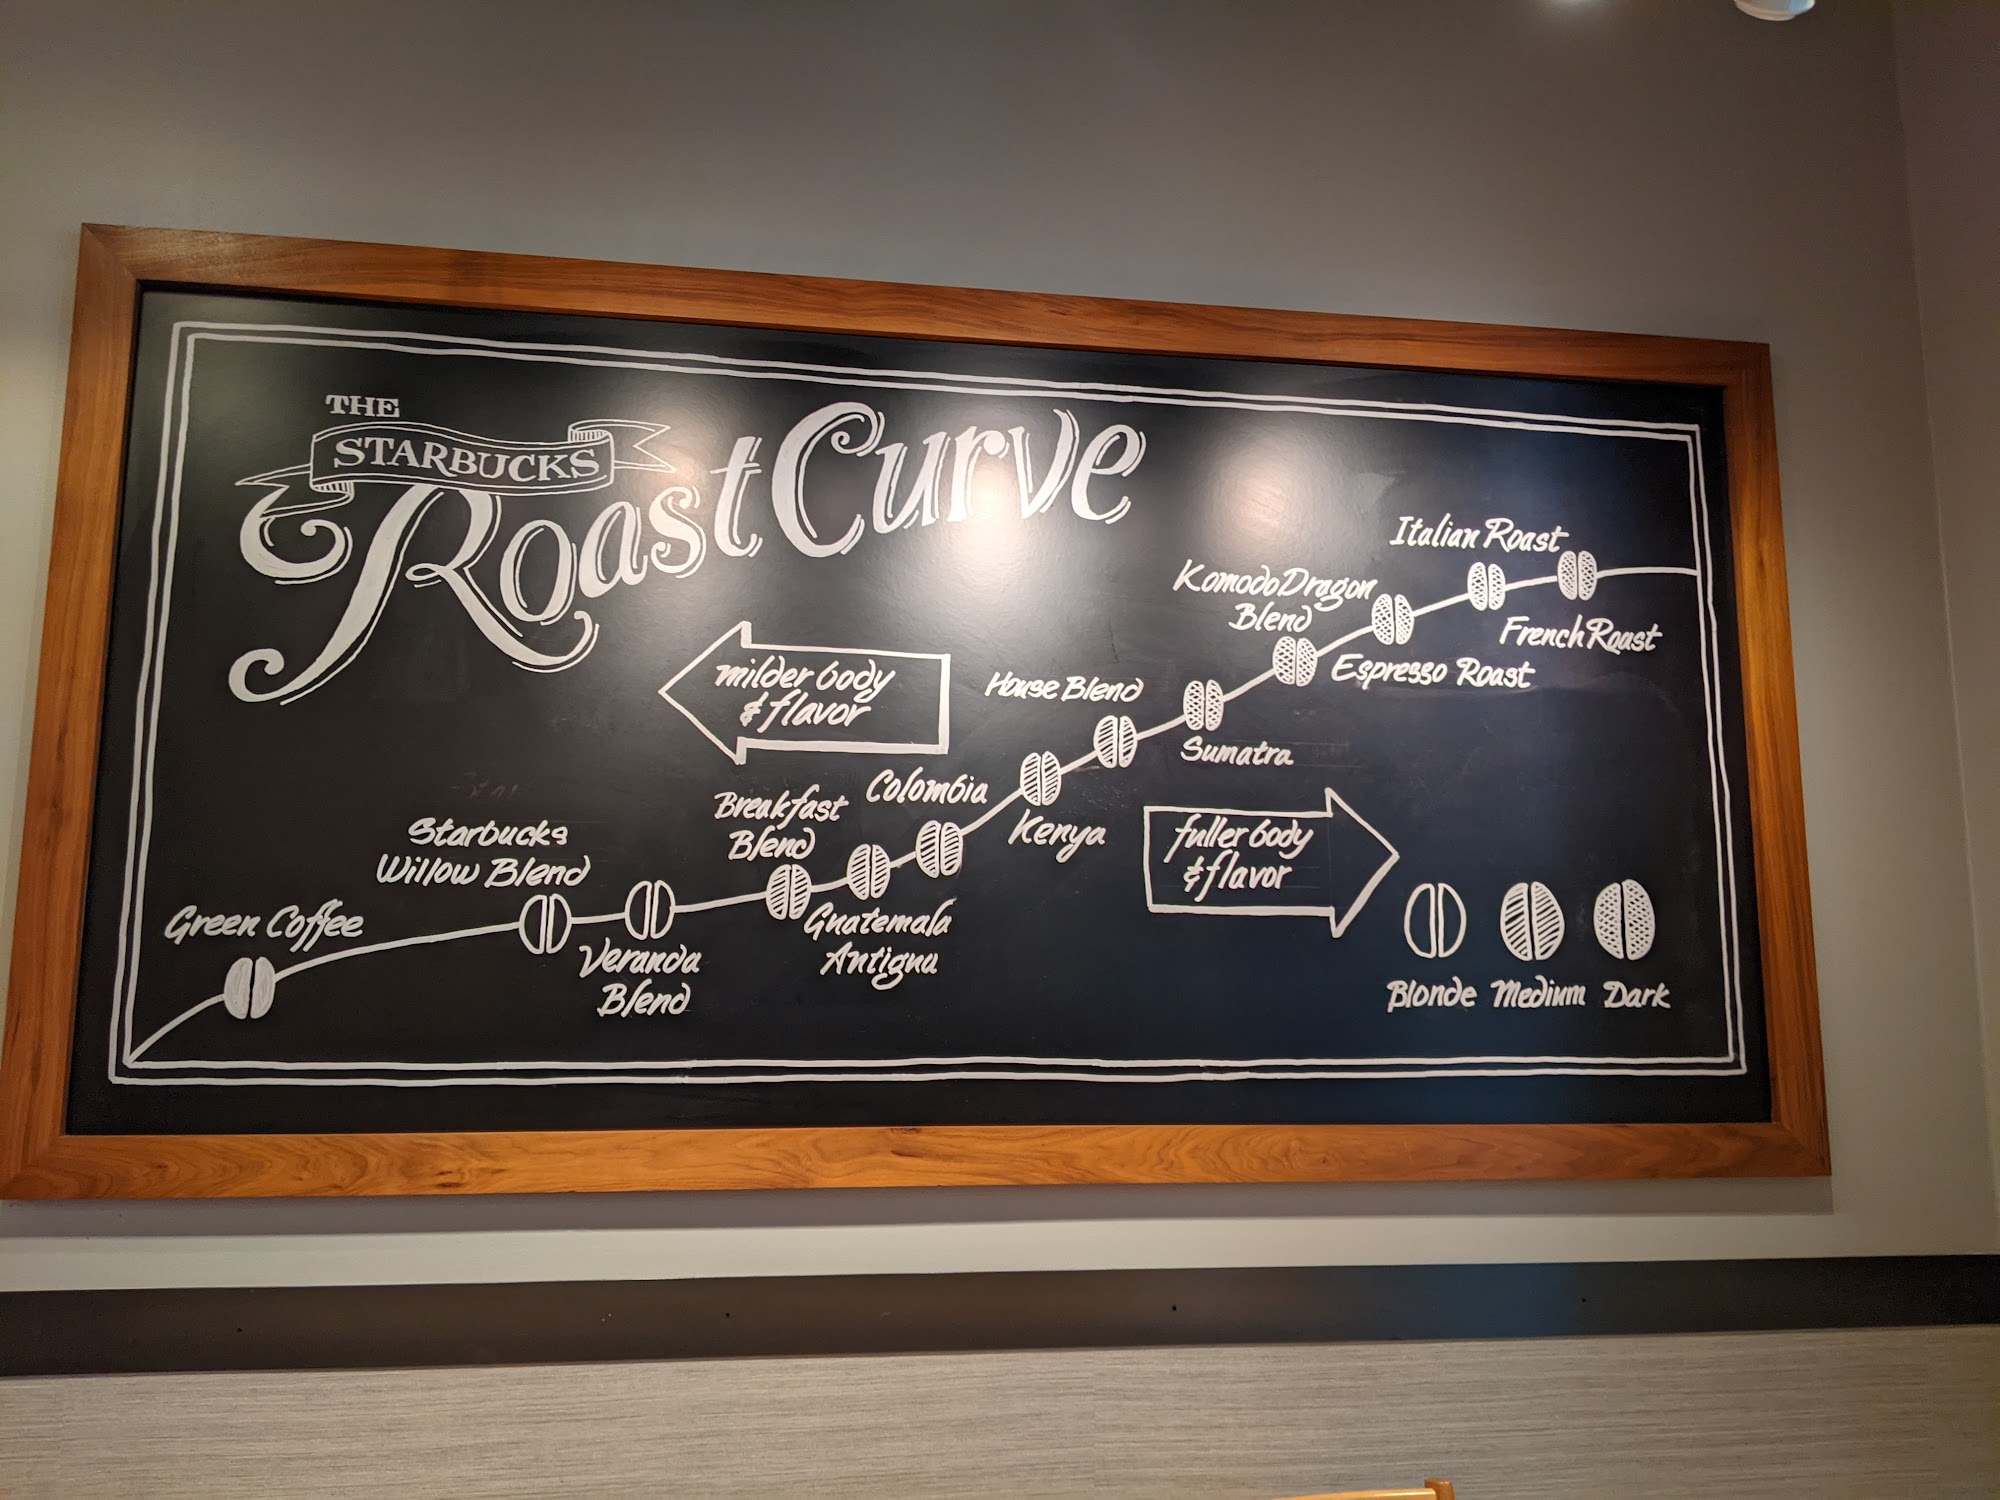 THE
STARBUCKS
Roast Curve
milder body
& flavor
Green Coffee
Starbucks
Willow Blend
Veranda
Blend
Breakfast
Blend
Guatemala
Antigua
Colombia
Kenya
House Blend
Sumatra
Komodo Dragon
Blend
Espresso Roast
Italian Roast
French Roast
fuller body
& flavor
Blonde Medium Dark